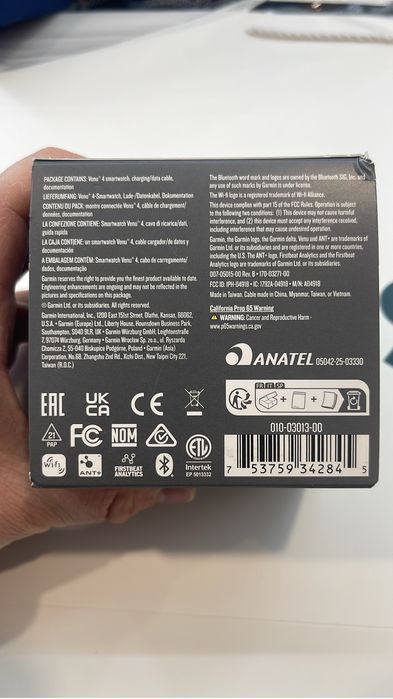 PACKAGE CONTAINS: Venu® 4 smartwatch, charging/data cable,
documentation
LIEFERUMFANG: Venu® 4-Smartwatch, Lade-/Datenkabel, Dokumentation
CONTENU DU PACK: montre connectée Venu® 4, câble de chargement/
données, documentation
LA CONFEZIONE CONTIENE: Smartwatch Venu® 4, cavo di ricarica/dati,
guida rapida
LA CAJA CONTIENE: un smartwatch Venu® 4, cable cargador/de datos y
documentación
A EMBALAGEM CONTÉM: Smartwatch Venu® 4, cabo de carregamento/
dados, documentação
Garmin reserves the right to provide you the finest product available to date.
Engineering enhancements are ongoing and may not be reflected in the
pictures and specifications on this package.
© Garmin Ltd. or its subsidiaries. All rights reserved.
Garmin International, Inc., 1200 East 151st Street, Olathe, Kansas, 66062,
U.S.A. • Garmin (Europe) Ltd., Liberty House, Hounsdown Business Park,
Southampton, SO40 9LR, UK • Garmin Würzburg GmbH, Leightonstraße
7, 97074 Würzburg, Germany • Garmin Wrocław Sp. z o.o., ul. Ryszarda
Chomicza 2, 55-040 Biskupice Podgórne, Poland • Garmin (Asia)
Corporation, No.68, Zhangshu 2nd Rd., Xizhi Dist., New Taipei City 221,
Taiwan (R.O.C.)
The Bluetooth word mark and logos are owned by the Bluetooth SIG, Inc. and
any use of such marks by Garmin is under license.
The Wi-Fi logo is a registered trademark of Wi-Fi Alliance.
This device complies with part 15 of the FCC Rules. Operation is subject
to the following two conditions: (1) This device may not cause harmful
interference, and (2) this device must accept any interference received,
including interference that may cause undesired operation.
Garmin, the Garmin logo, the Garmin delta, Venu and ANT+ are trademarks of
Garmin Ltd. or its subsidiaries and are registered in one or more countries,
including the U.S. The ANT+ logo, Firstbeat Analytics and the Firstbeat
Analytics logo are trademarks of Garmin Ltd. or its subsidiaries.
007-05015-00 Rev. B • 170-03271-00
FCC ID: IPH-04918 • IC: 1792A-04918 • M/N: A04918
Made in Taiwan. Cable made in China, Myanmar, Taiwan, or Vietnam.
California Prop 65 Warning
WARNING: Cancer and Reproductive Harm -
www.p65warnings.ca.gov
ANATEL 05042-25-03330
FR IT SP
010-03013-00
7 53759 34284 5
EAC UK CA CE
21 PAP FC NOM ETL
WiFi ANT+ FIRSTBEAT ANALYTICS Intertek
EP 5013332